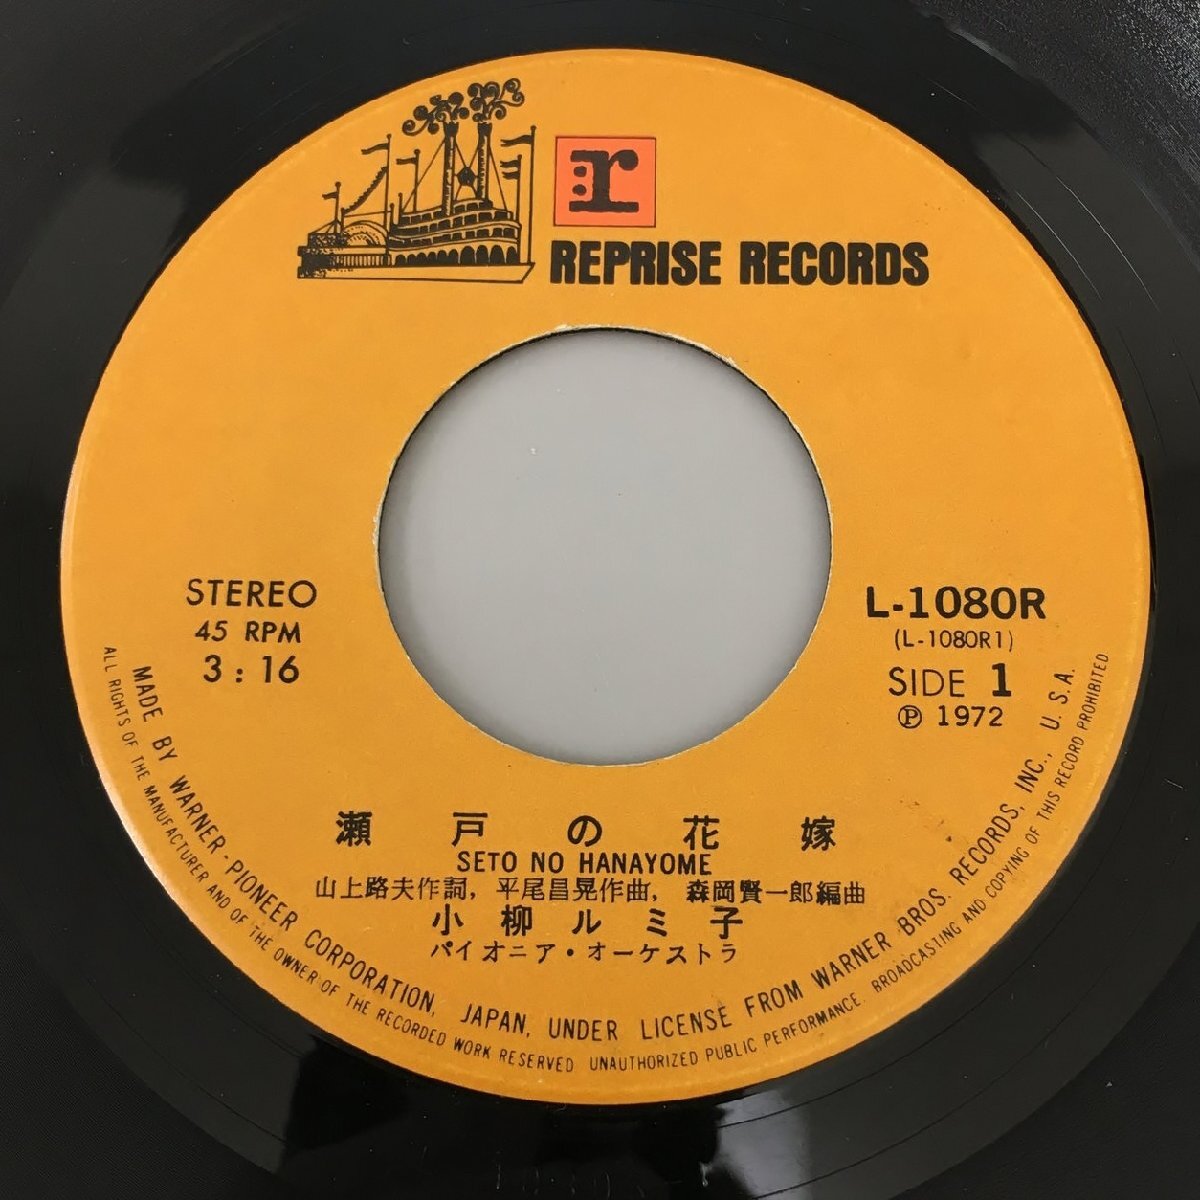 r
REPRISE RECORDS
STEREO
45 RPM
3:16
L-1080R
(L-1080R1)
SIDE 1
Ⓟ 1972
瀬戸の花嫁
SETO NO HANAYOME
山上路夫作詞, 平尾昌晃作曲, 森岡賢一郎編曲
小柳ルミ子
パイオニア・オーケストラ
MADE BY WARNER-PIONEER CORPORATION, JAPAN, UNDER LICENSE FROM WARNER BROS. RECORDS, INC., U.S.A.
ALL RIGHTS OF THE MANUFACTURER AND OF THE OWNER OF THE RECORDED WORK RESERVED UNAUTHORIZED PUBLIC PERFORMANCE. BROADCASTING AND COPYING OF THIS RECORD PROHIBITED